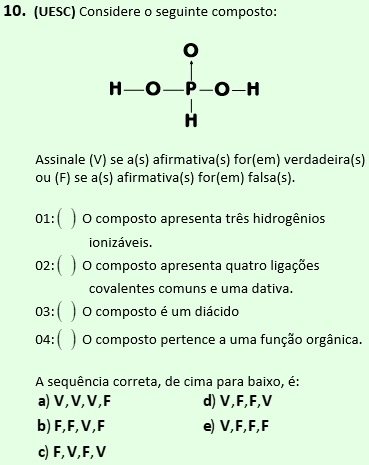 10. (UESC) Considere o seguinte composto:
O
H—O—P—O—H
H
Assinale (V) se a(s) afirmativa(s) for(em) verdadeira(s)
ou (F) se a(s) afirmativa(s) for(em) falsa(s).
01:( ) O composto apresenta três hidrogênios
ionizáveis.
02:( ) O composto apresenta quatro ligações
covalentes comuns e uma dativa.
03:( ) O composto é um diácido
04:( ) O composto pertence a uma função orgânica.
A sequência correta, de cima para baixo, é:
a) V,V,V,F d) V,F,F,V
b) F,F,V,F e) V,F,F,F
c) F,V,F,V